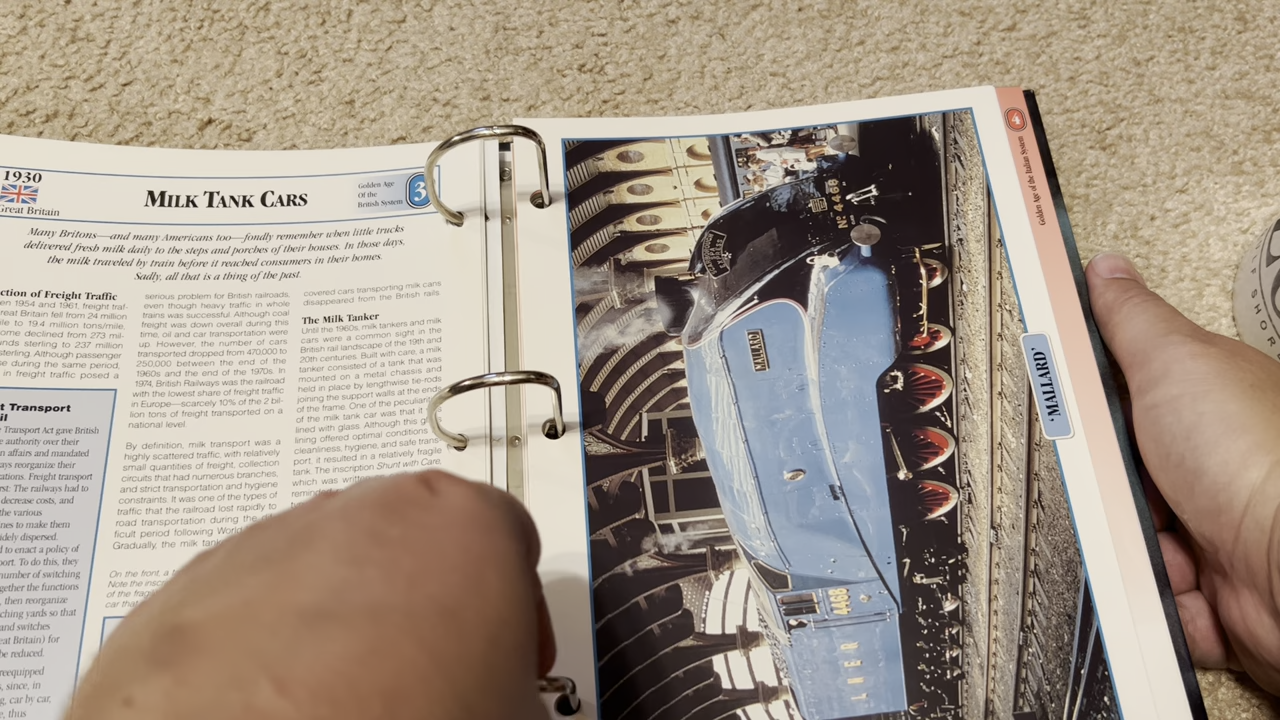 1930
Great Britain
MILK TANK CARS
Golden Age
Of the
British System
3
Many Britons—and many Americans too—fondly remember when little trucks
delivered fresh milk daily to the steps and porches of their houses. In those days,
the milk traveled by train before it reached consumers in their homes.
Sadly, all that is a thing of the past.
ction of Freight Traffic
en 1954 and 1961, freight traf-
reat Britain fell from 24 million
ile to 19.4 million tons/mile,
ome declined from 273 mil-
unds sterling to 237 million
sterling. Although passenger
se during the same period,
in freight traffic posed a
t Transport
il
e Transport Act gave British
e authority over their
n affairs and mandated
ays reorganize their
ations. Freight transport
rst: The railways had to
decrease costs, and
the various
ines to make them
idely dispersed.
d to enact a policy of
port. To do this, they
number of switching
gether the functions
, then reorganize
ching yards so that
and switches
eat Britain) for
be reduced.
reequipped
s, since, in
g, car by car,
e, thus
serious problem for British railroads,
even though heavy traffic in whole
trains was successful. Although coal
freight was down overall during this
time, oil and car transportation were
up. However, the number of cars
transported dropped from 470,000 to
250,000 between the end of the
1960s and the end of the 1970s. In
1974, British Railways was the railroad
with the lowest share of freight traffic
in Europe—scarcely 10% of the 2 bil-
lion tons of freight transported on a
national level.
By definition, milk transport was a
highly scattered traffic, with relatively
small quantities of freight, collection
circuits that had numerous branches,
and strict transportation and hygiene
constraints. It was one of the types of
traffic that the railroad lost rapidly to
road transportation during the
ficult period following World
Gradually, the milk tank
On the front, a
Note the inscri
of the frag
car that
covered cars transporting milk cans
disappeared from the British rails.
The Milk Tanker
Until the 1960s, milk tankers and milk
cars were a common sight in the
British rail landscape of the 19th and
20th centuries. Built with care, a milk
tanker consisted of a tank that was
mounted on a metal chassis and
held in place by lengthwise tie-rods
joining the support walls at the ends
of the frame. One of the peculiar
of the milk tank car was that it
lined with glass. Although this g
lining offered optimal conditions
cleanliness, hygiene, and safe trans
port, it resulted in a relatively fragile
tank. The inscription Shunt with Care,
which was written
remind
Nº 4468
MALLARD
4468
L N E R
4
Golden Age of the Italian System
'MALLARD'